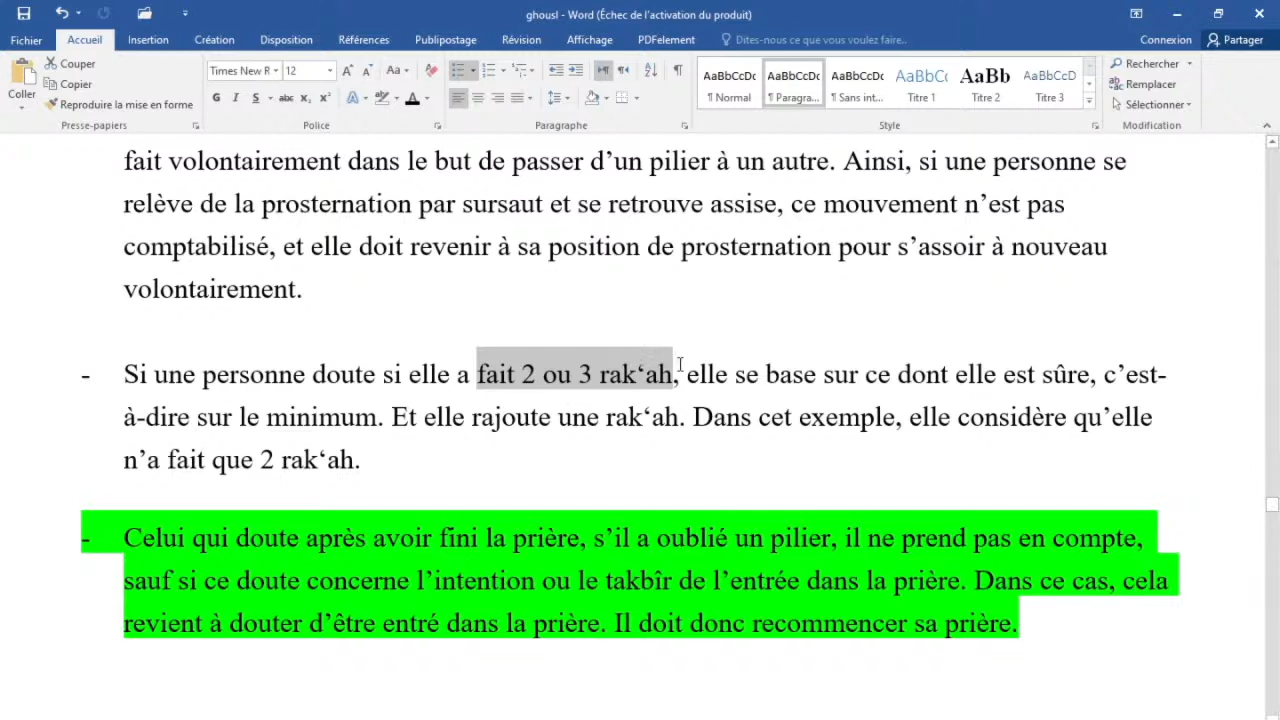 ghousl - Word (Échec de l'activation du produit)
Fichier Accueil Insertion Création Disposition Références Publipostage Révision Affichage PDFelement Dites-nous ce que vous voulez faire.. Connexion Partager
Coller
Couper
Copier
Reproduire la mise en forme
Times New R 12
Aa
G I S abc x₂ x²
AaBbCcDc AaBbCcDc AaBbCcDc AaBbCc AaBb AaBbCcD
¶ Normal ¶ Paragra... ¶ Sans int... Titre 1 Titre 2 Titre 3
Rechercher
Remplacer
Sélectionner
Presse-papiers Police Paragraphe Style Modification
fait volontairement dans le but de passer d’un pilier à un autre. Ainsi, si une personne se
relève de la prosternation par sursaut et se retrouve assise, ce mouvement n’est pas
comptabilisé, et elle doit revenir à sa position de prosternation pour s’assoir à nouveau
volontairement.
- Si une personne doute si elle a fait 2 ou 3 rak‘ah, elle se base sur ce dont elle est sûre, c’est-
à-dire sur le minimum. Et elle rajoute une rak‘ah. Dans cet exemple, elle considère qu’elle
n’a fait que 2 rak‘ah.
- Celui qui doute après avoir fini la prière, s’il a oublié un pilier, il ne prend pas en compte,
sauf si ce doute concerne l’intention ou le takbîr de l’entrée dans la prière. Dans ce cas, cela
revient à douter d’être entré dans la prière. Il doit donc recommencer sa prière.